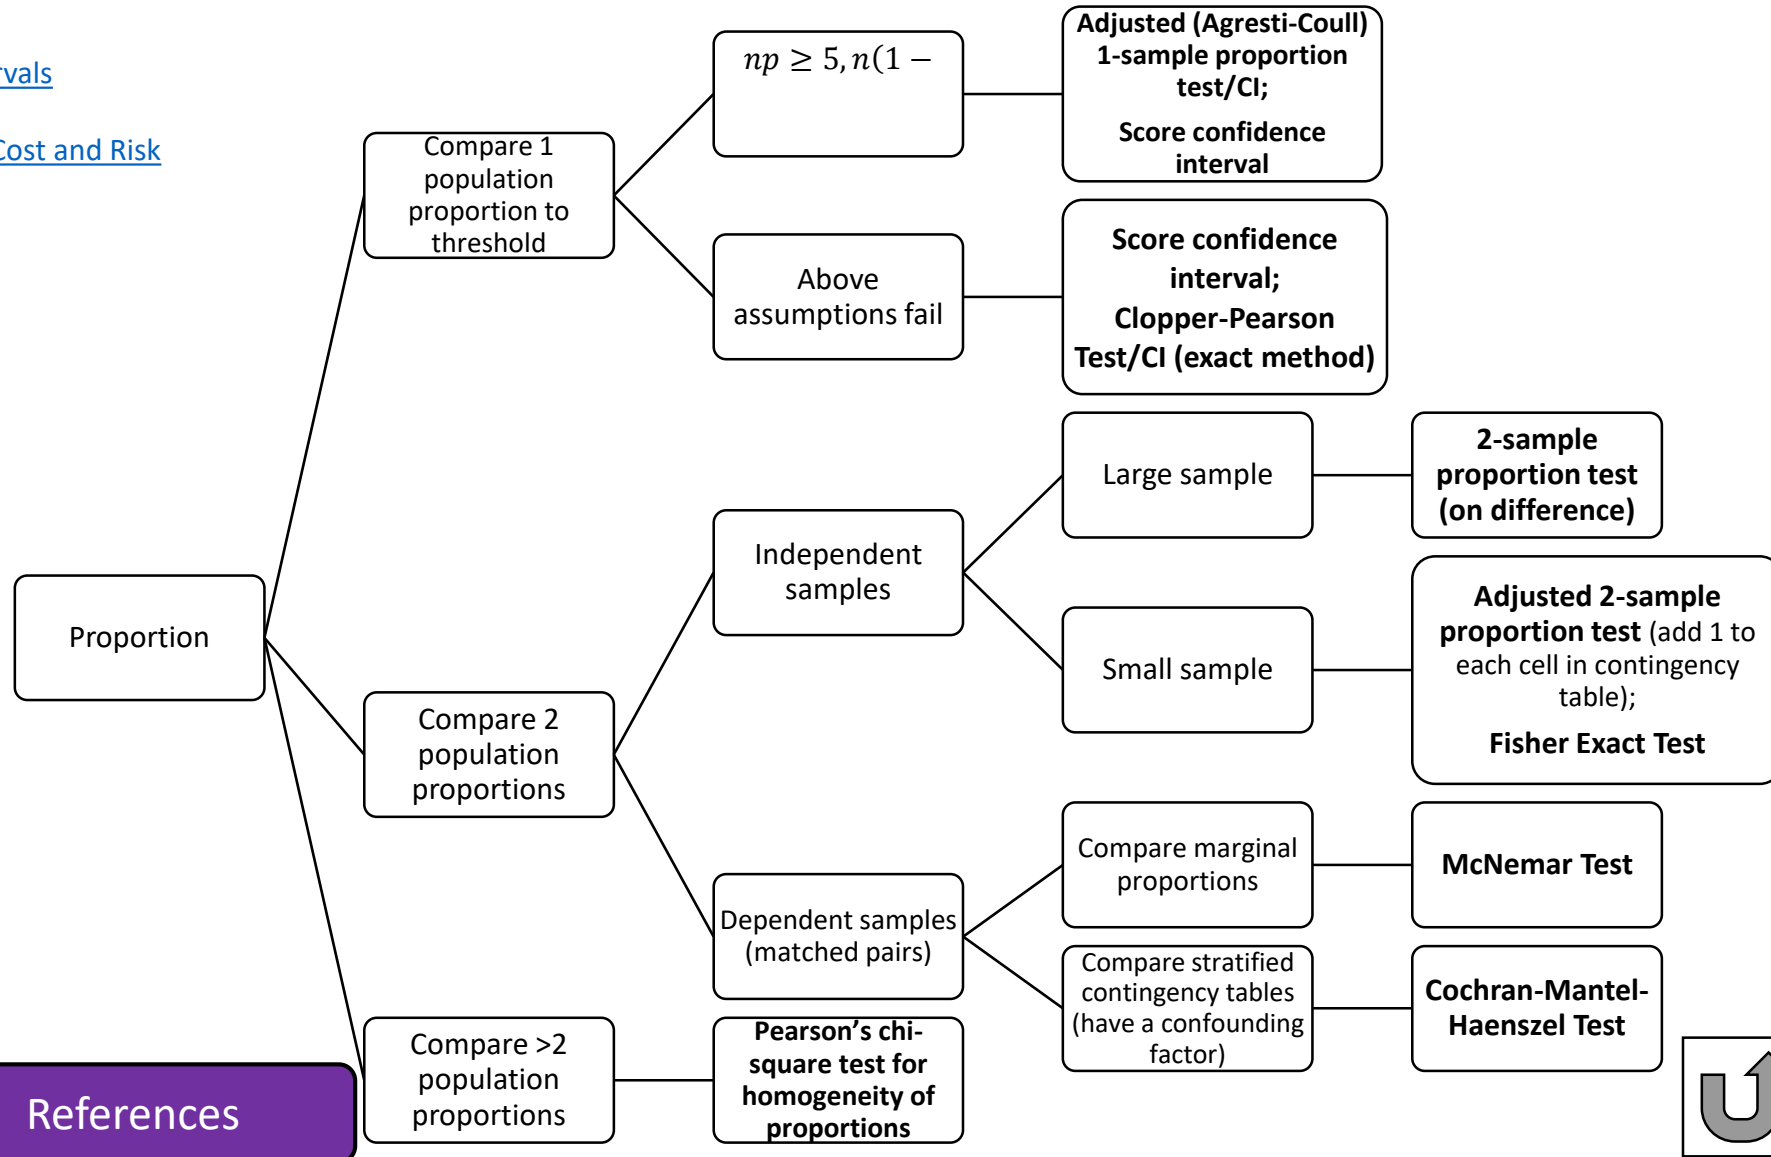 rvals
Cost and Risk
Proportion
Compare 1
population
proportion to
threshold
np ≥ 5, n(1 −
Adjusted (Agresti-Coull)
1-sample proportion
test/CI;
Score confidence
interval
Above
assumptions fail
Score confidence
interval;
Clopper-Pearson
Test/CI (exact method)
Compare 2
population
proportions
Independent
samples
Large sample
2-sample
proportion test
(on difference)
Small sample
Adjusted 2-sample
proportion test (add 1 to
each cell in contingency
table);
Fisher Exact Test
Dependent samples
(matched pairs)
Compare marginal
proportions
McNemar Test
Compare stratified
contingency tables
(have a confounding
factor)
Cochran-Mantel-
Haenszel Test
Compare >2
population
proportions
Pearson’s chi-
square test for
homogeneity of
proportions
References